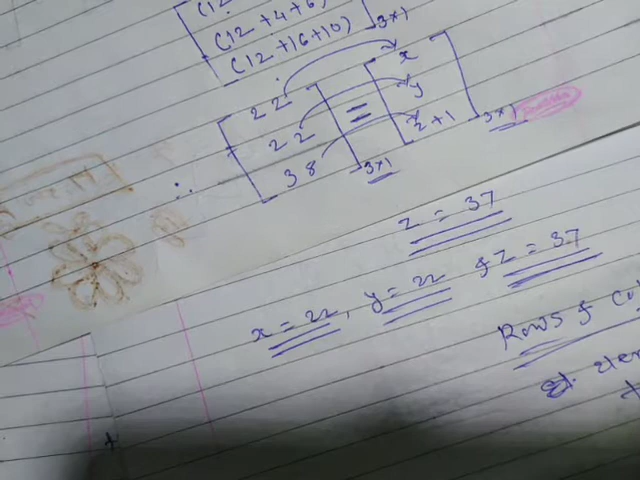 (12
(12 + 4 + 6)
(12 + 16 + 10) 3×1
∴ [22 22 38] 3×1 = [x y z+1] 3×1
z = 37
x = 22, y = 22 & z = 37
Rows &